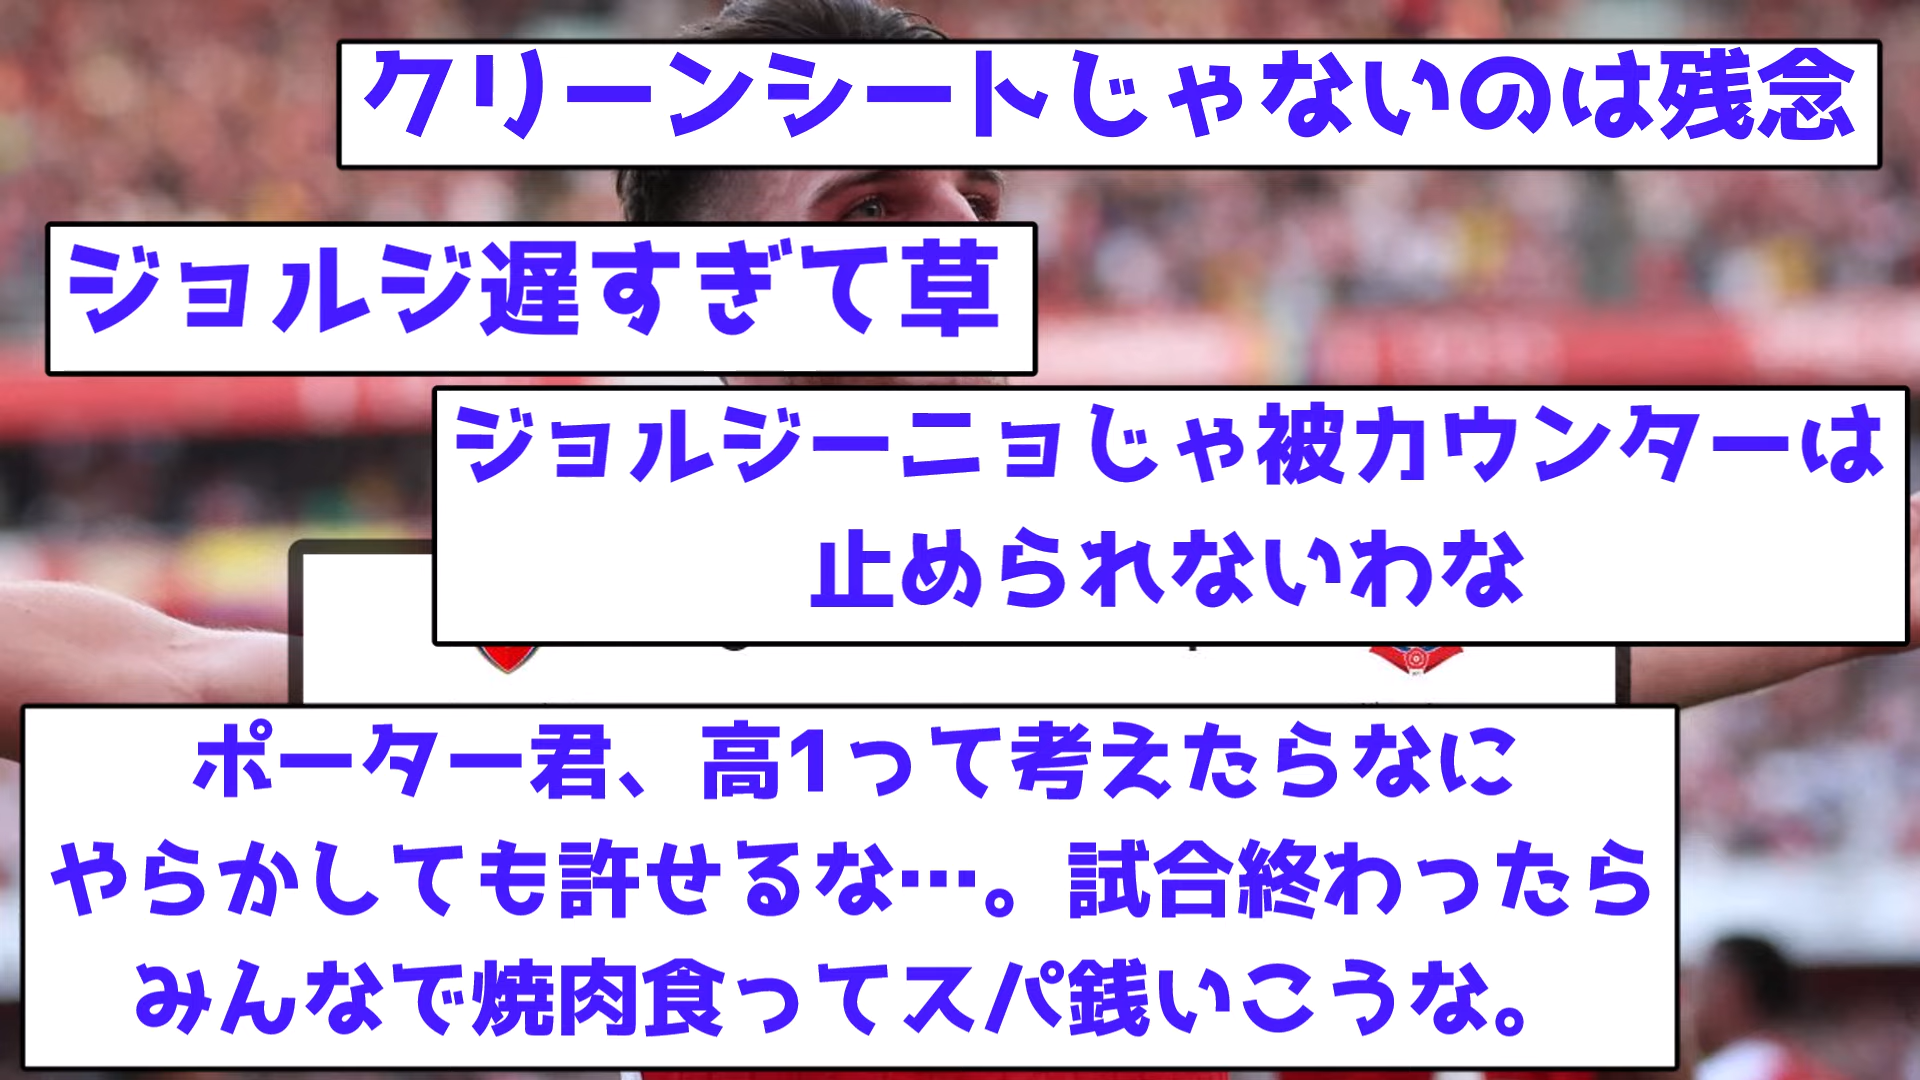 クリーンシートじゃないのは残念
ジョルジ遅すぎて草
ジョルジーニョじゃ被カウンターは
止められないわな
ポーター君、高1って考えたらなに
やらかしても許せるな…。試合終わったら
みんなで焼肉食ってスパ銭いこうな。